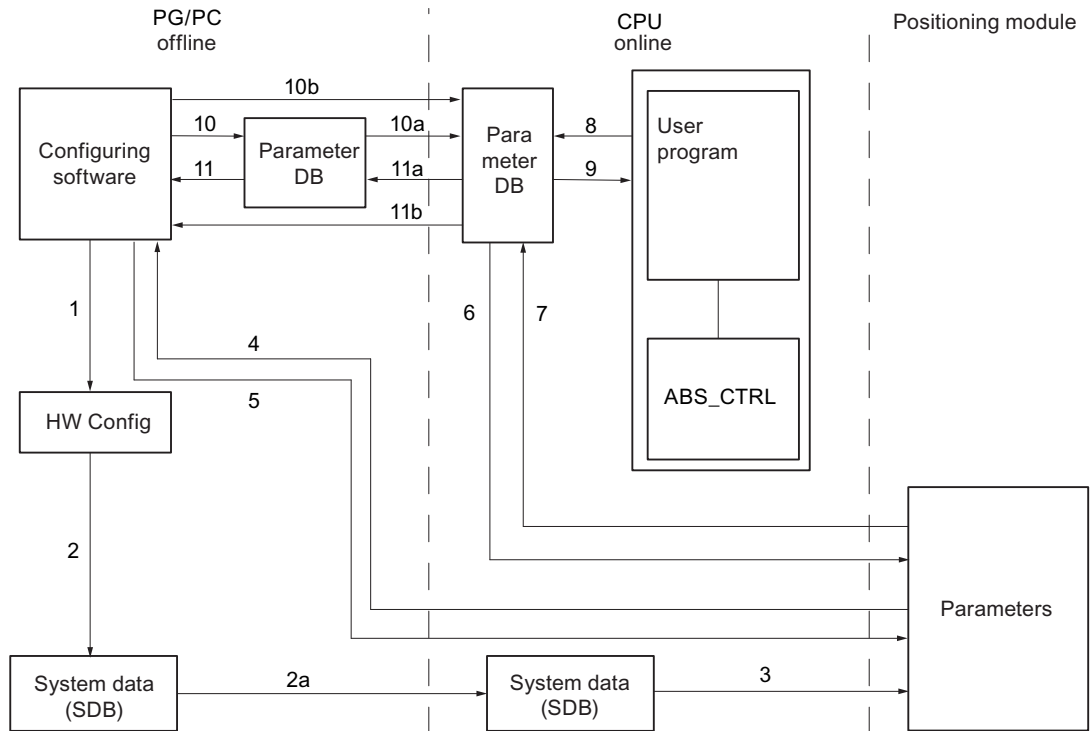 PG/PC
offline
CPU
online
Positioning module
10b
10
10a
8
User
program
Configuring
software
Parameter
DB
Para
meter
DB
11
11a
9
11b
1
6
7
4
5
ABS_CTRL
HW Config
2
Parameters
System data
(SDB)
2a
System data
(SDB)
3